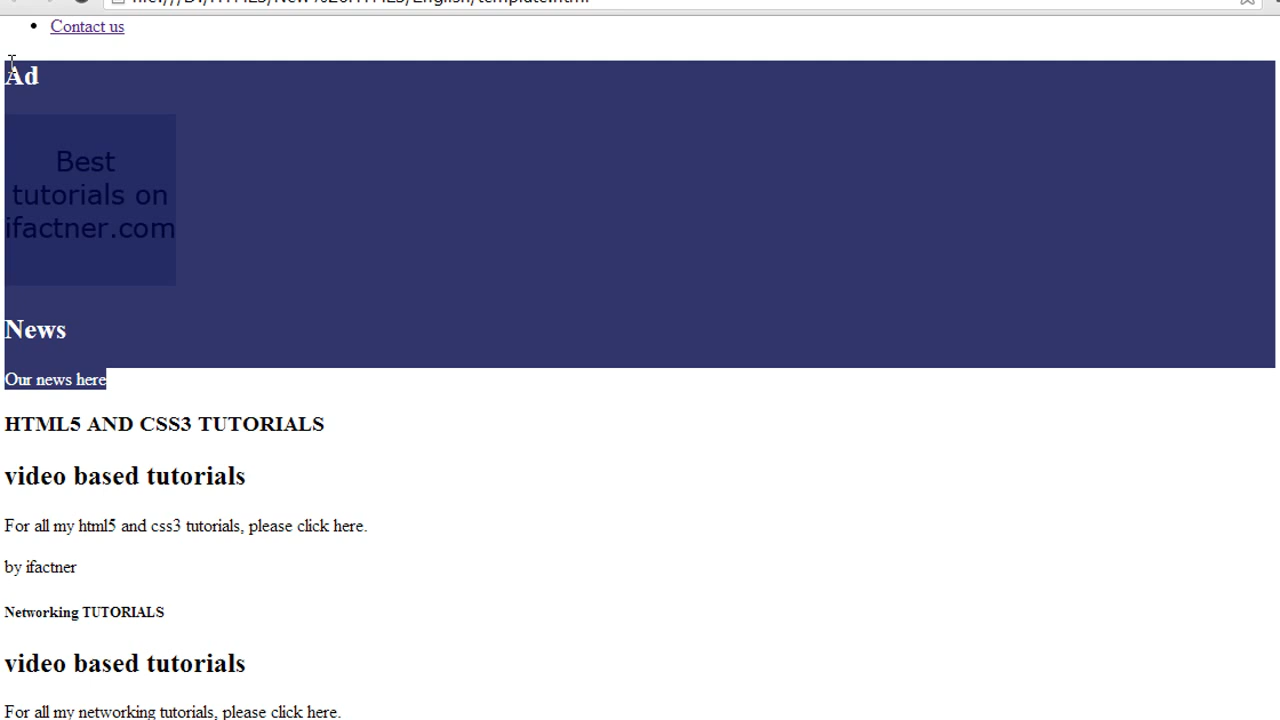 Contact us
Ad
Best
tutorials on
ifactner.com
News
Our news here
HTML5 AND CSS3 TUTORIALS
video based tutorials
For all my html5 and css3 tutorials, please click here.
by ifactner
Networking TUTORIALS
video based tutorials
For all my networking tutorials, please click here.